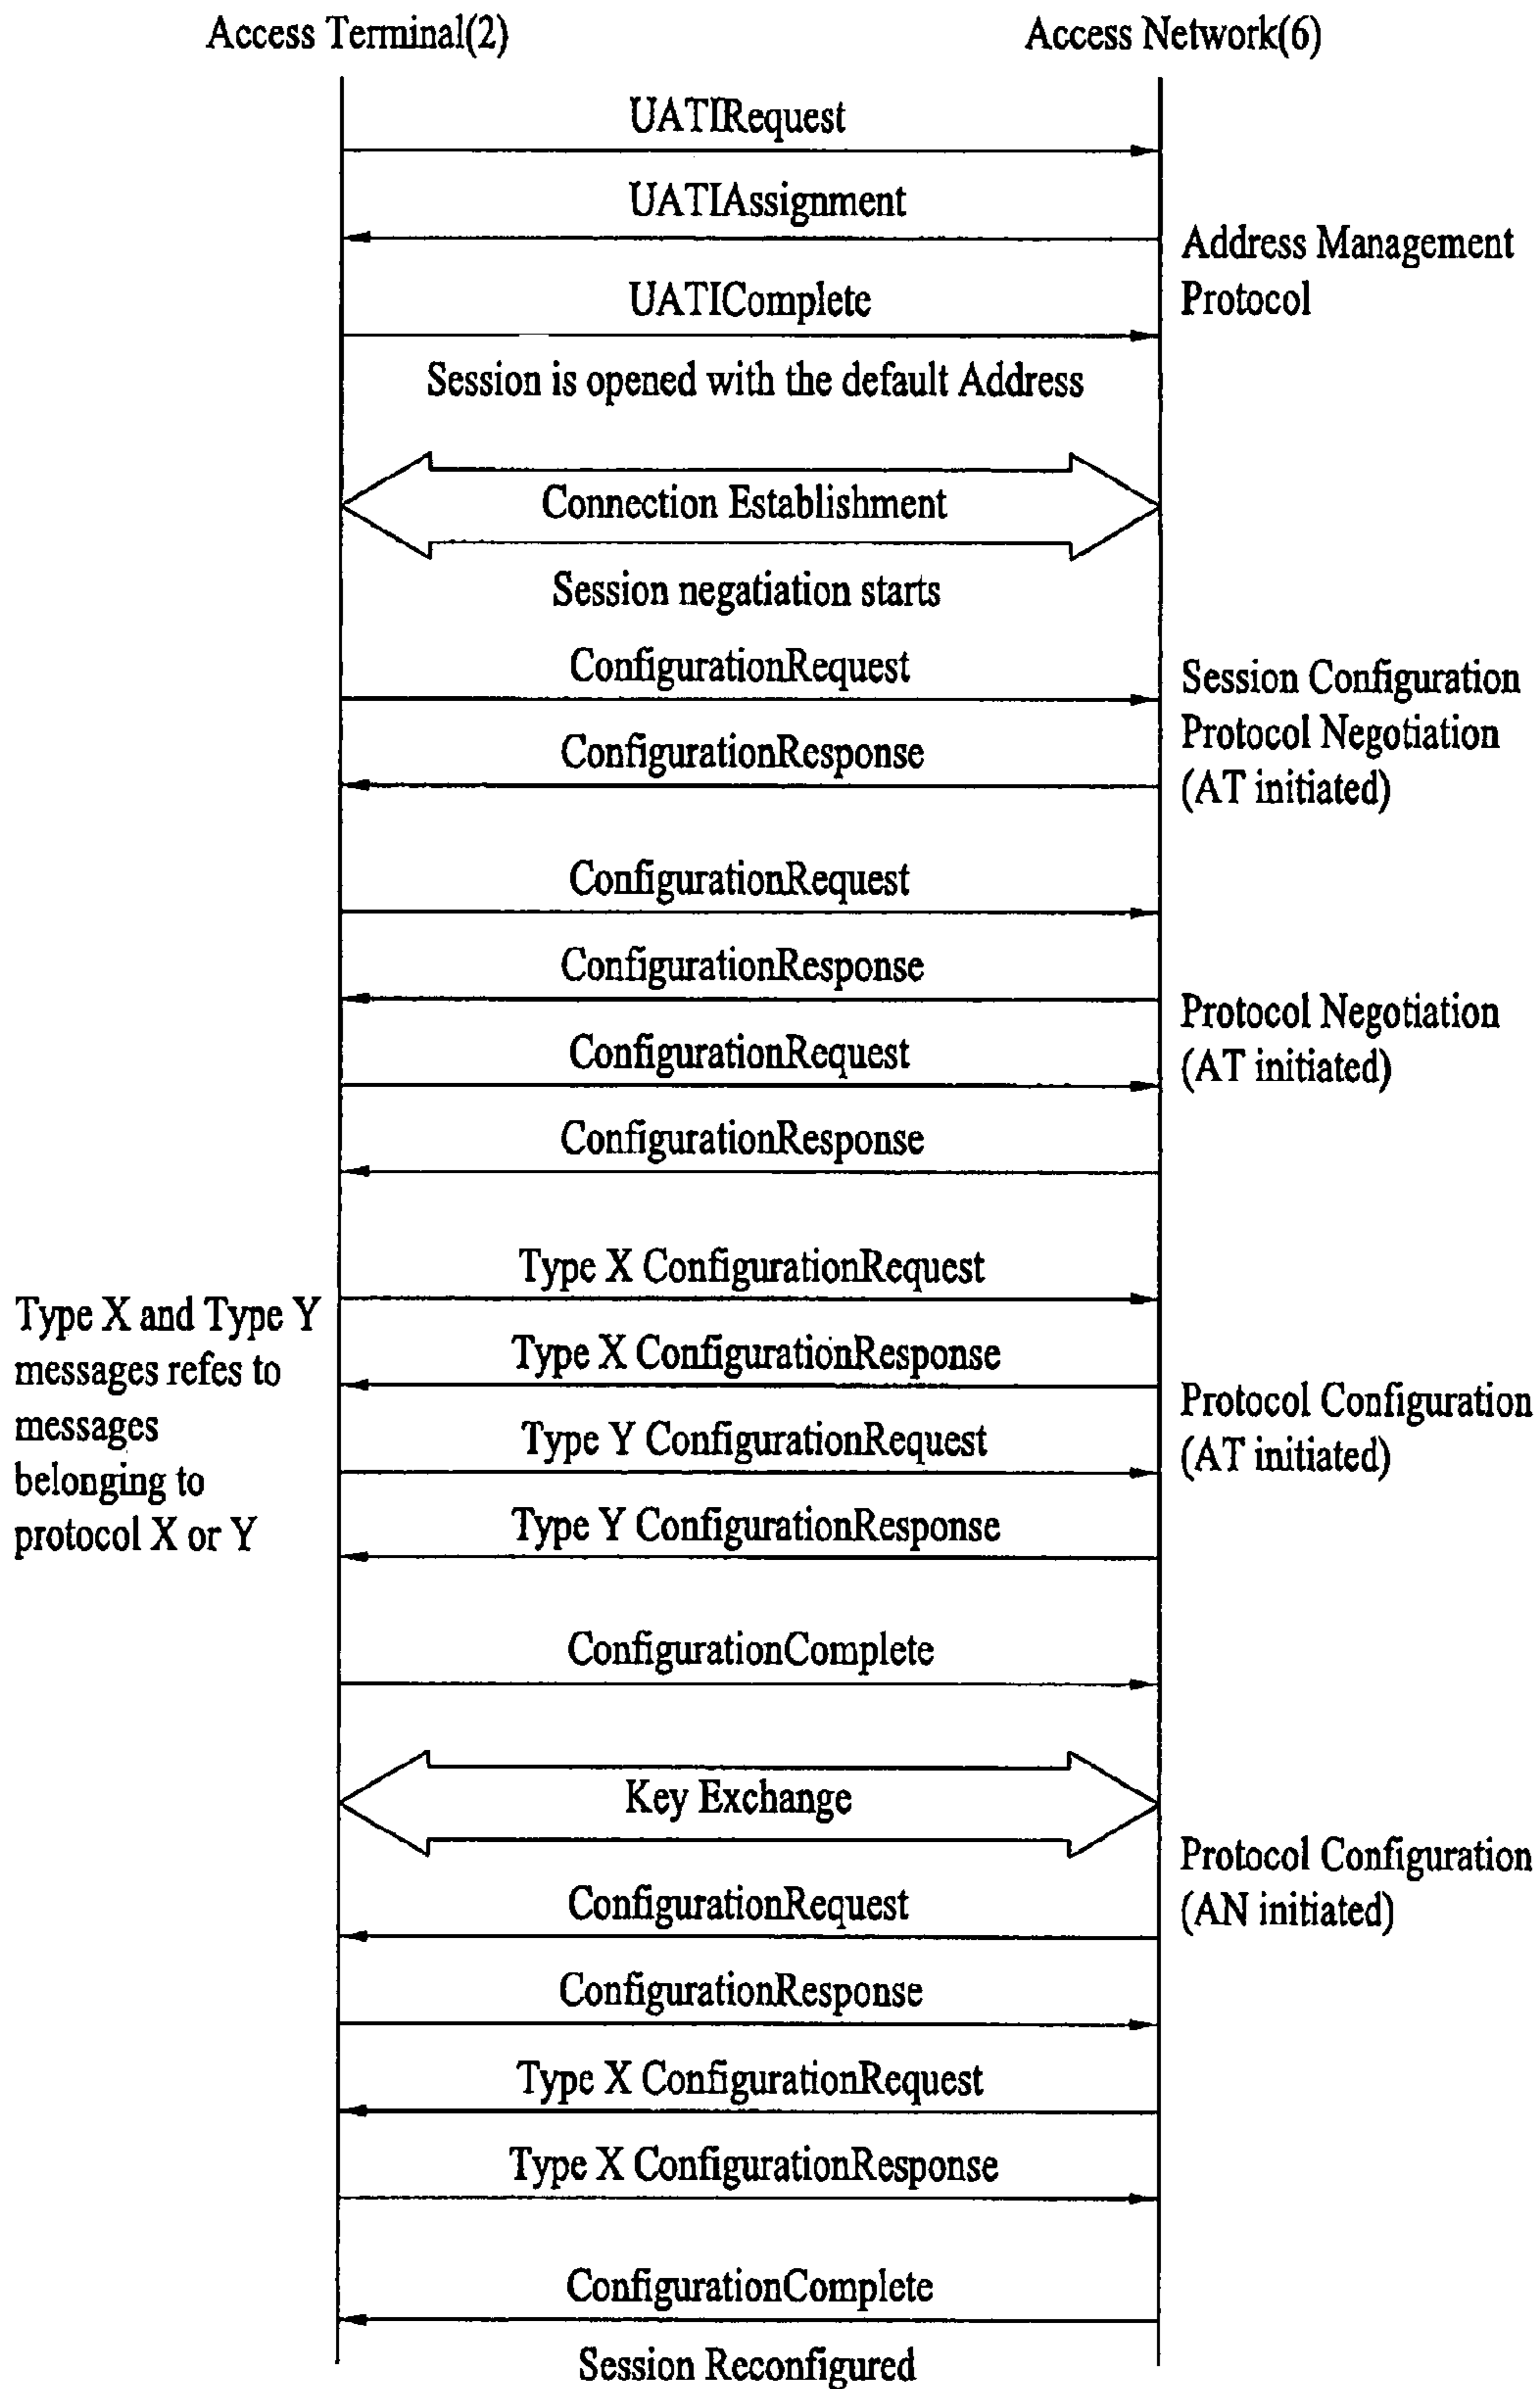 Access Terminal(2)
Access Network(6)
UATIRequest
UATIAssignment
Address Management
Protocol
UATIComplete
Session is opened with the default Address
Connection Establishment
Session negatiation starts
ConfigurationRequest
Session Configuration
Protocol Negotiation
(AT initiated)
ConfigurationResponse
ConfigurationRequest
ConfigurationResponse
Protocol Negotiation
(AT initiated)
ConfigurationRequest
ConfigurationResponse
Type X ConfigurationRequest
Type X and Type Y
messages refes to
messages
belonging to
protocol X or Y
Type X ConfigurationResponse
Protocol Configuration
(AT initiated)
Type Y ConfigurationRequest
Type Y ConfigurationResponse
ConfigurationComplete
Key Exchange
Protocol Configuration
(AN initiated)
ConfigurationRequest
ConfigurationResponse
Type X ConfigurationRequest
Type X ConfigurationResponse
ConfigurationComplete
Session Reconfigured